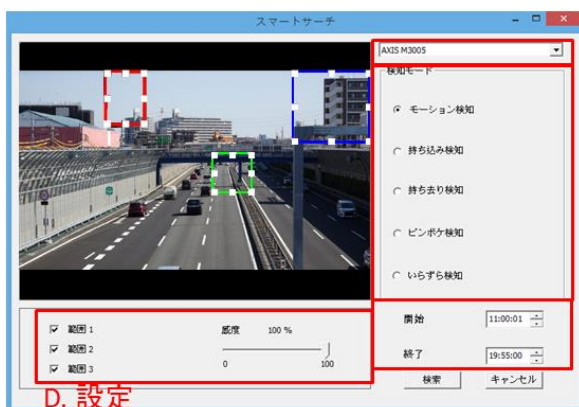 スマートサーチ
AXIS M3005
検知モード
モーション検知
持ち込み検知
持ち去り検知
ピンボケ検知
いらずら検知
範囲 1
範囲 2
範囲 3
感度 100 %
0 100
開始 11:00:01
終了 19:55:00
検索 キャンセル
D. 設定